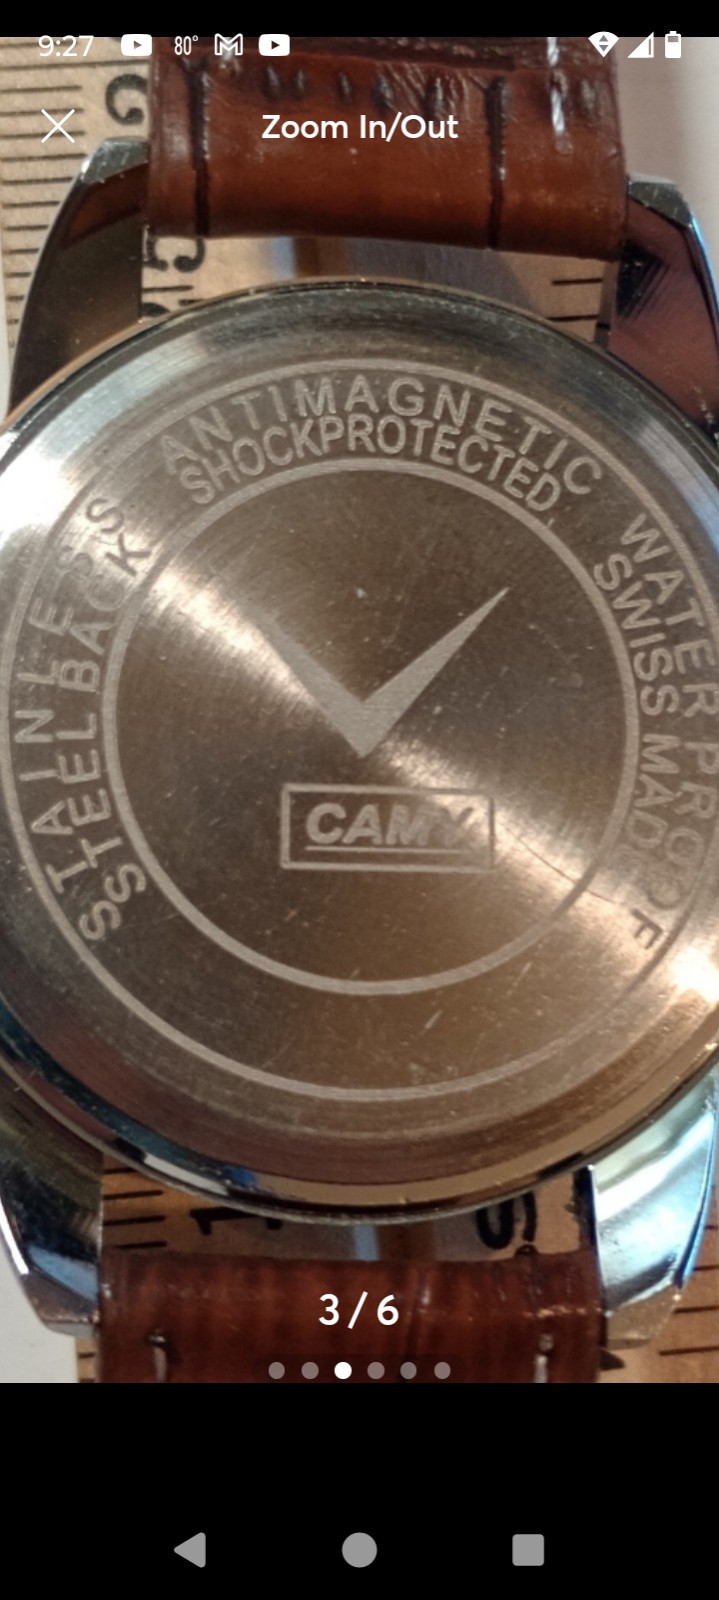 9:27
80°
Zoom In/Out
ANTIMAGNETIC
SHOCKPROTECTED
WATER PROOF
SWISS MADE
STAINLESS
STEEL BACK
CAMY
3/6